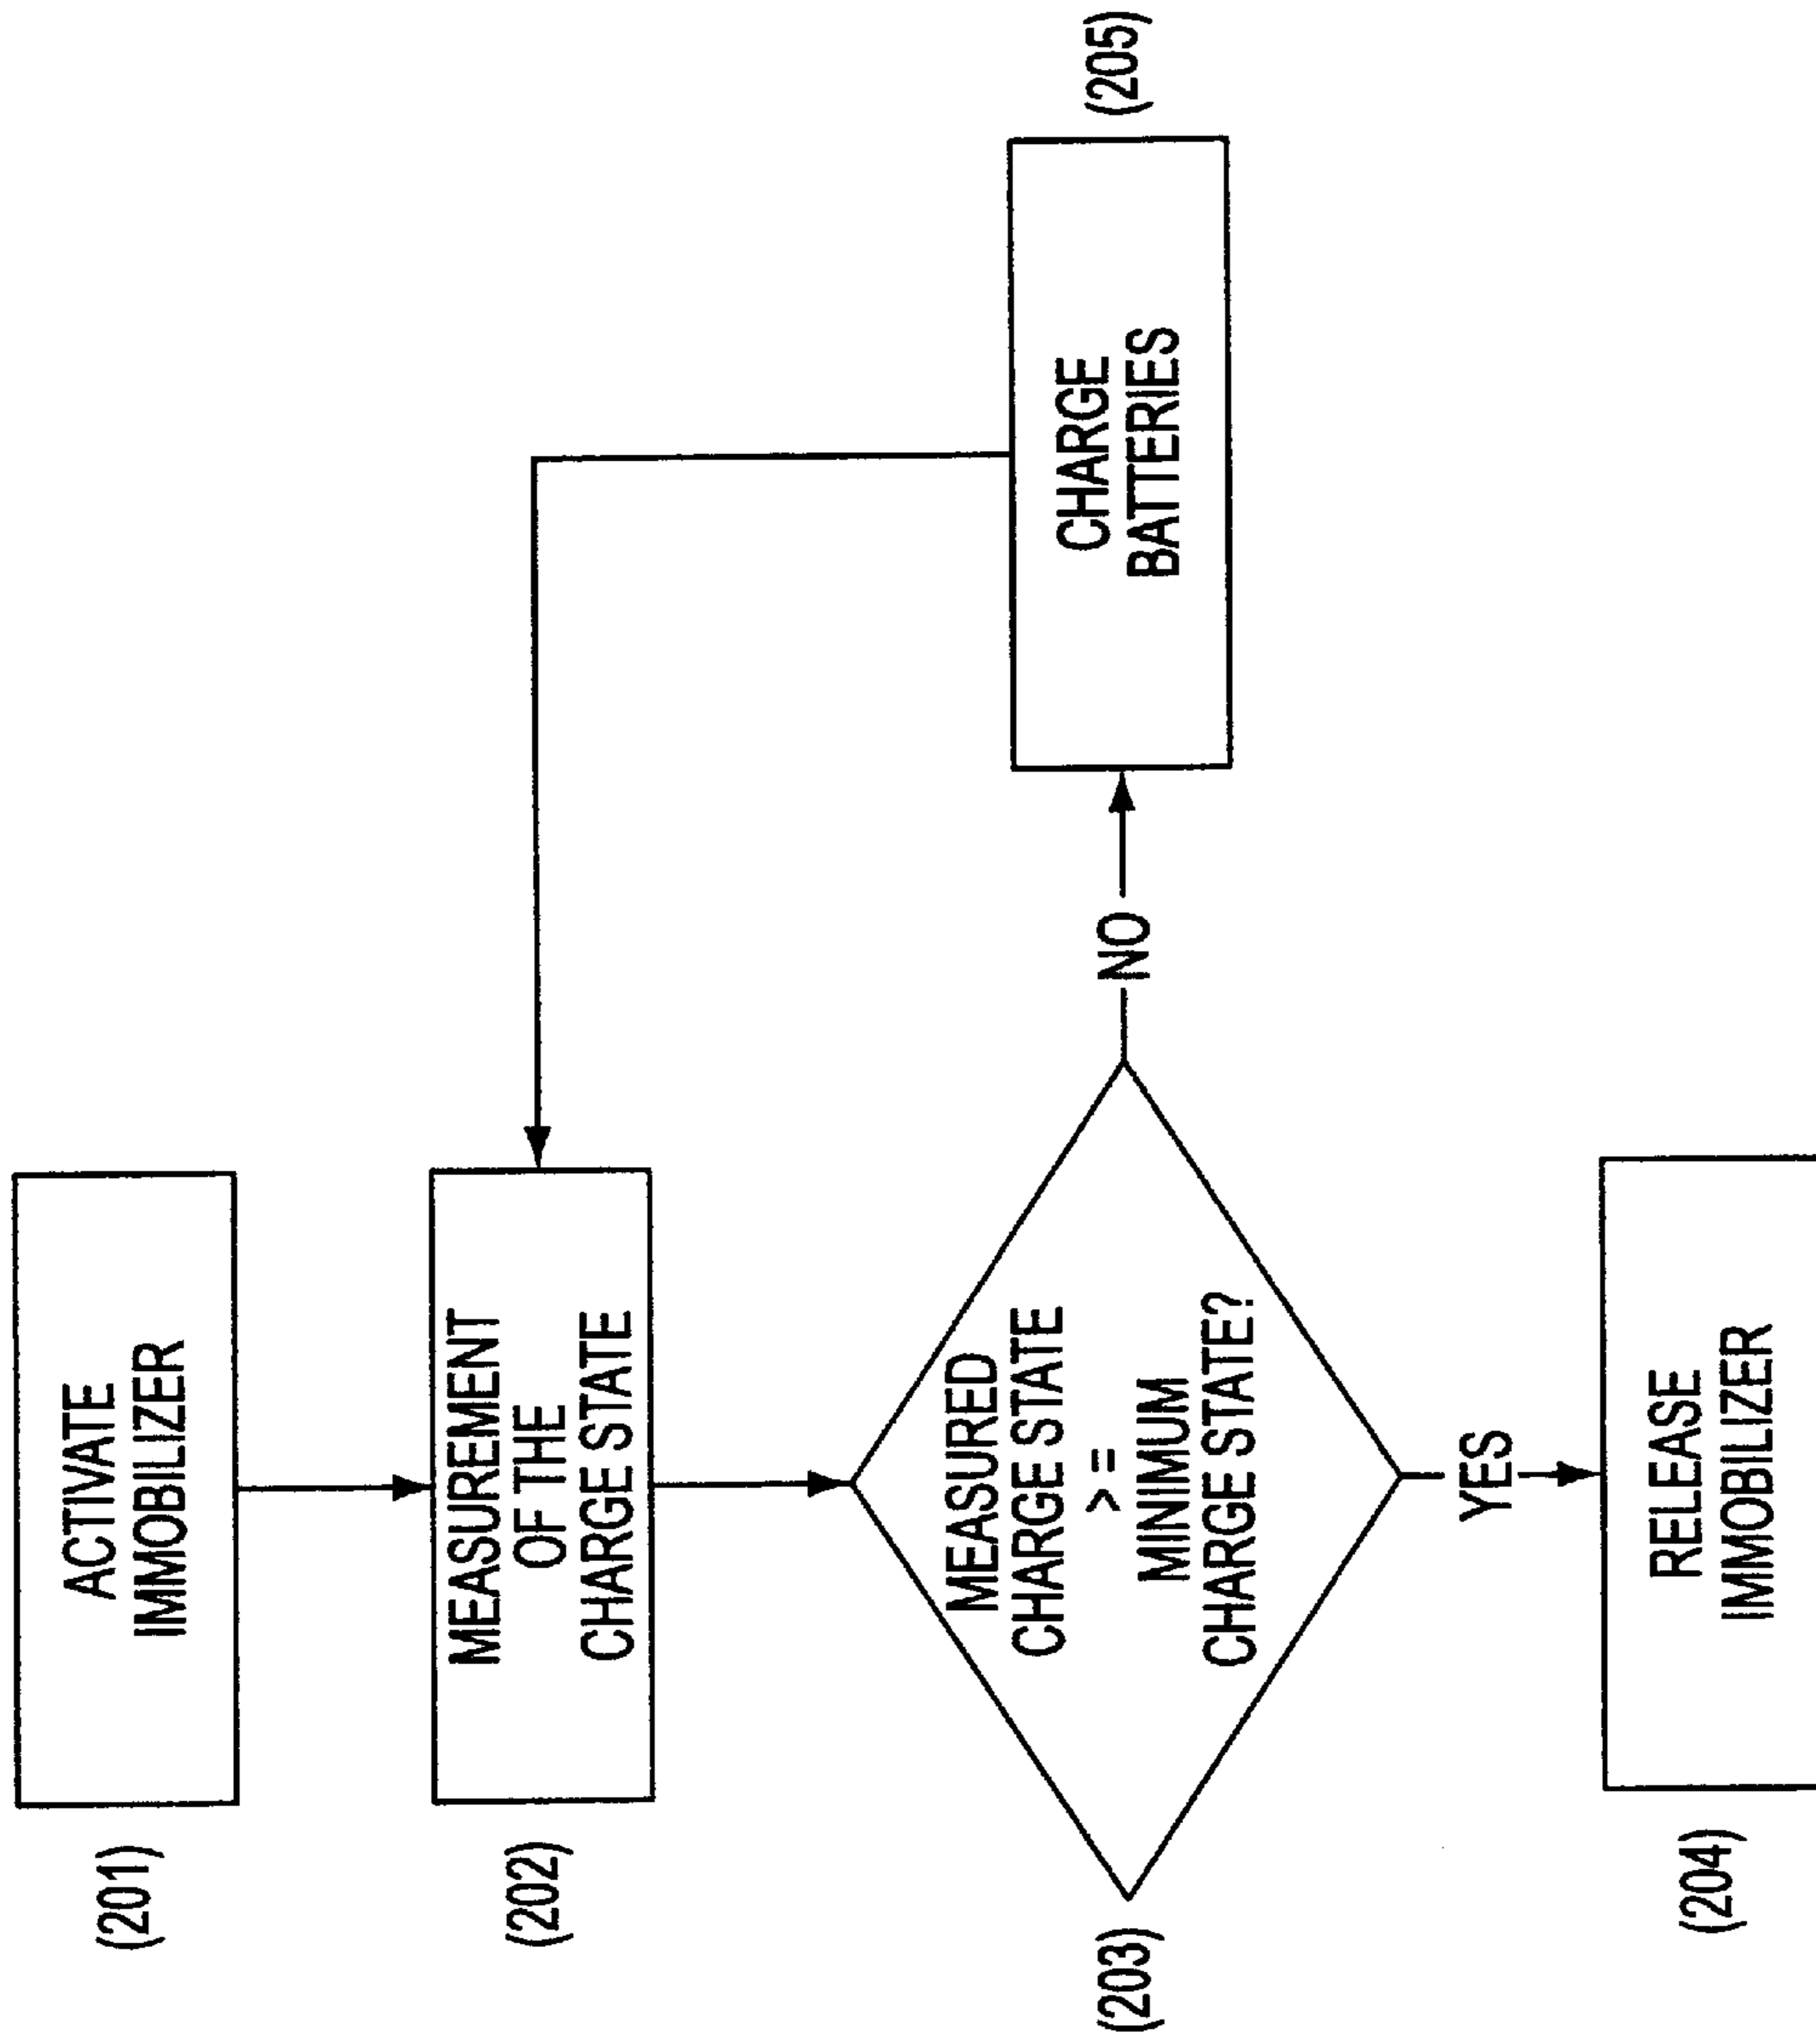 (201)
ACTIVATE
IMMOBILIZER
(202)
MEASUREMENT
OF THE
CHARGE STATE
(203)
MEASURED
CHARGE STATE
>=
MINIMUM
CHARGE STATE?
NO
CHARGE
BATTERIES
(205)
YES
(204)
RELEASE
IMMOBILIZER